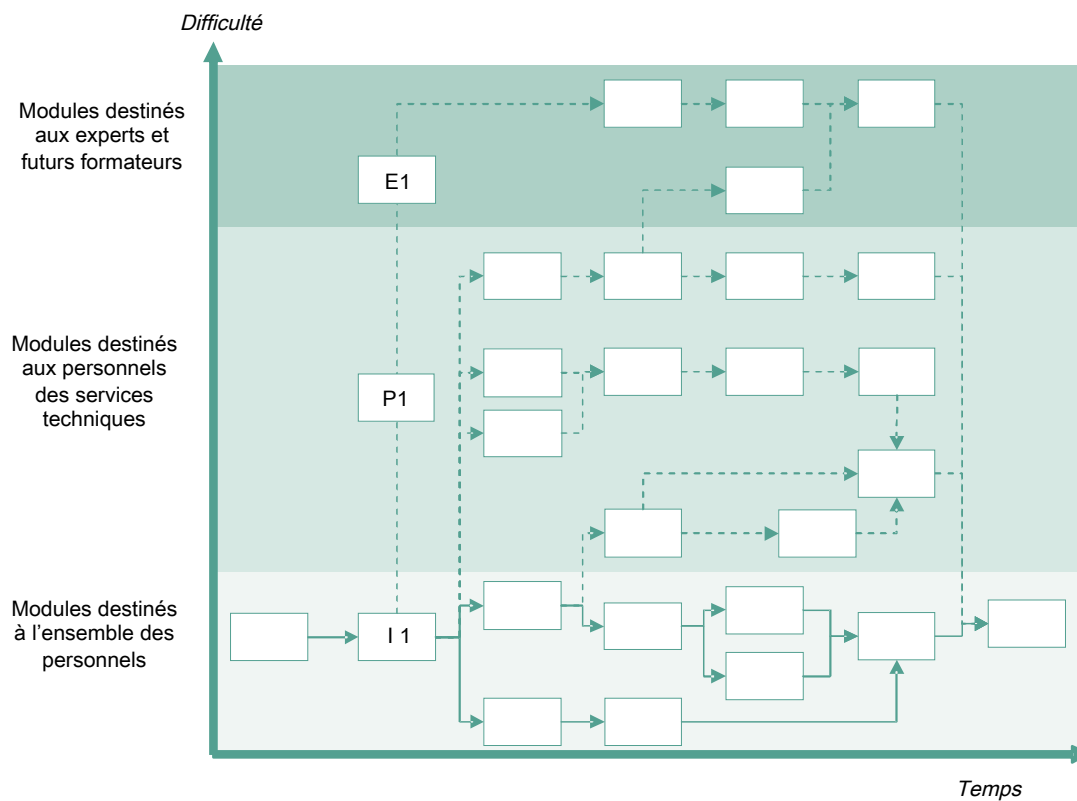 Difficulté
Modules destinés
aux experts et
futurs formateurs
E1
Modules destinés
aux personnels
des services
techniques
P1
Modules destinés
à l’ensemble des
personnels
I 1
Temps